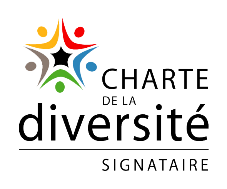 CHARTE
DE LA
diversité
SIGNATAIRE